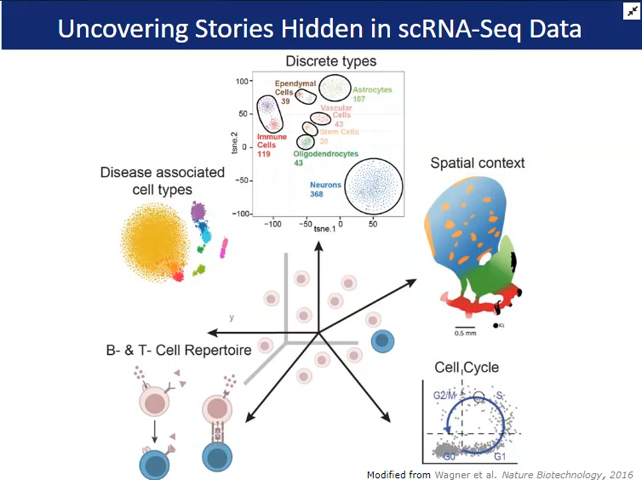 Uncovering Stories Hidden in scRNA-Seq Data
Discrete types
100
50
0
−50
−100
tsne.2
Ependymal
Cells
39
Astrocytes
107
Vascular
Cells
43
Stem Cells
20
Immune
Cells
119
Oligodendrocytes
43
Neurons
368
−100
−50
0
50
tsne.1
Disease associated
cell types
Spatial context
0.5 mm
y
B- & T- Cell Repertoire
Cell Cycle
G2/M
S
G0
G1
Modified from Wagner et al. Nature Biotechnology, 2016